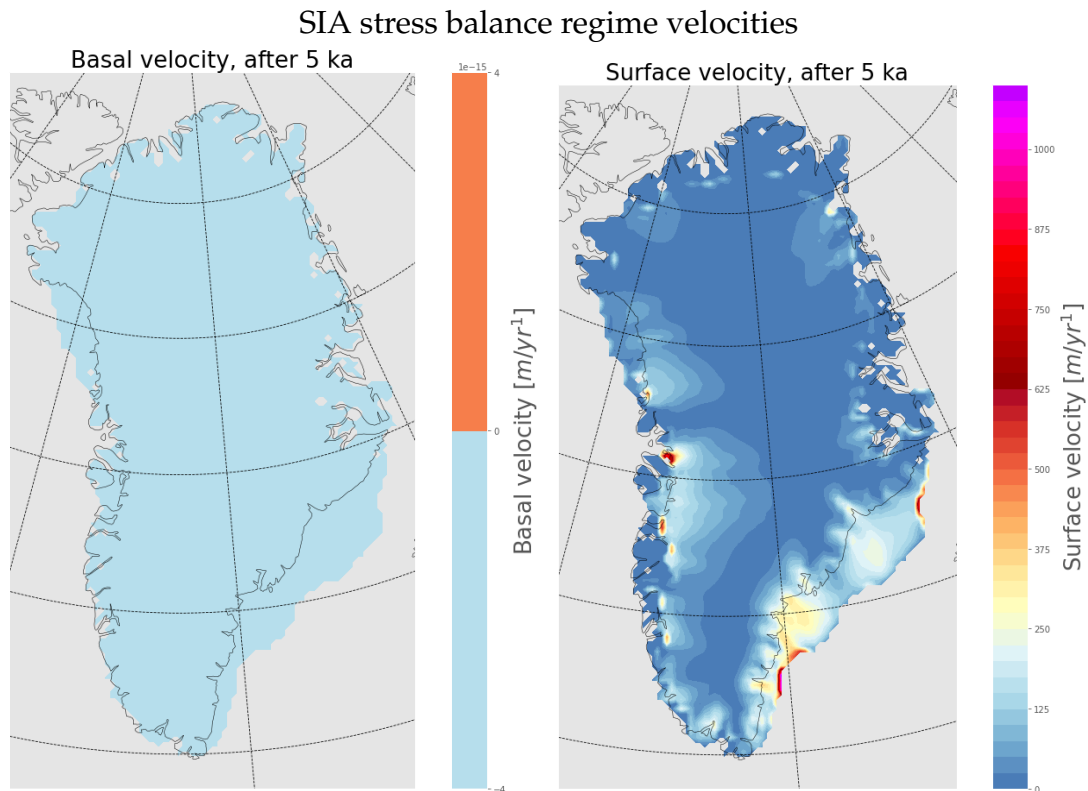 SIA stress balance regime velocities
Basal velocity, after 5 ka
1e−15
4
0
−4
Basal velocity [m/yr¹]
Surface velocity, after 5 ka
1000
875
750
625
500
375
250
125
0
Surface velocity [m/yr¹]